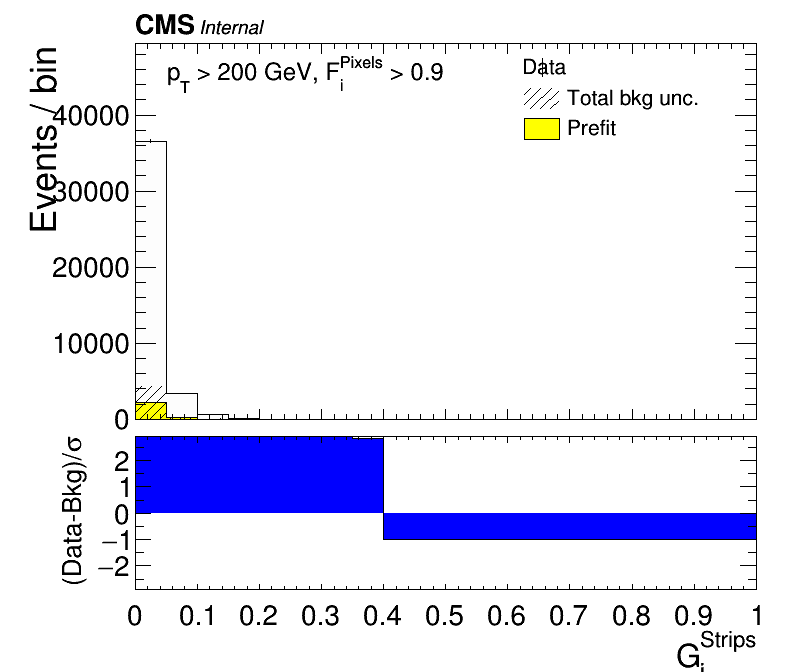 CMS Internal
p_T > 200 GeV, F_i^Pixels > 0.9
Data
Total bkg unc.
Prefit
Events / bin
40000
30000
20000
10000
0
(Data-Bkg)/σ
2
1
0
−1
−2
0 0.1 0.2 0.3 0.4 0.5 0.6 0.7 0.8 0.9 1
G_i^Strips